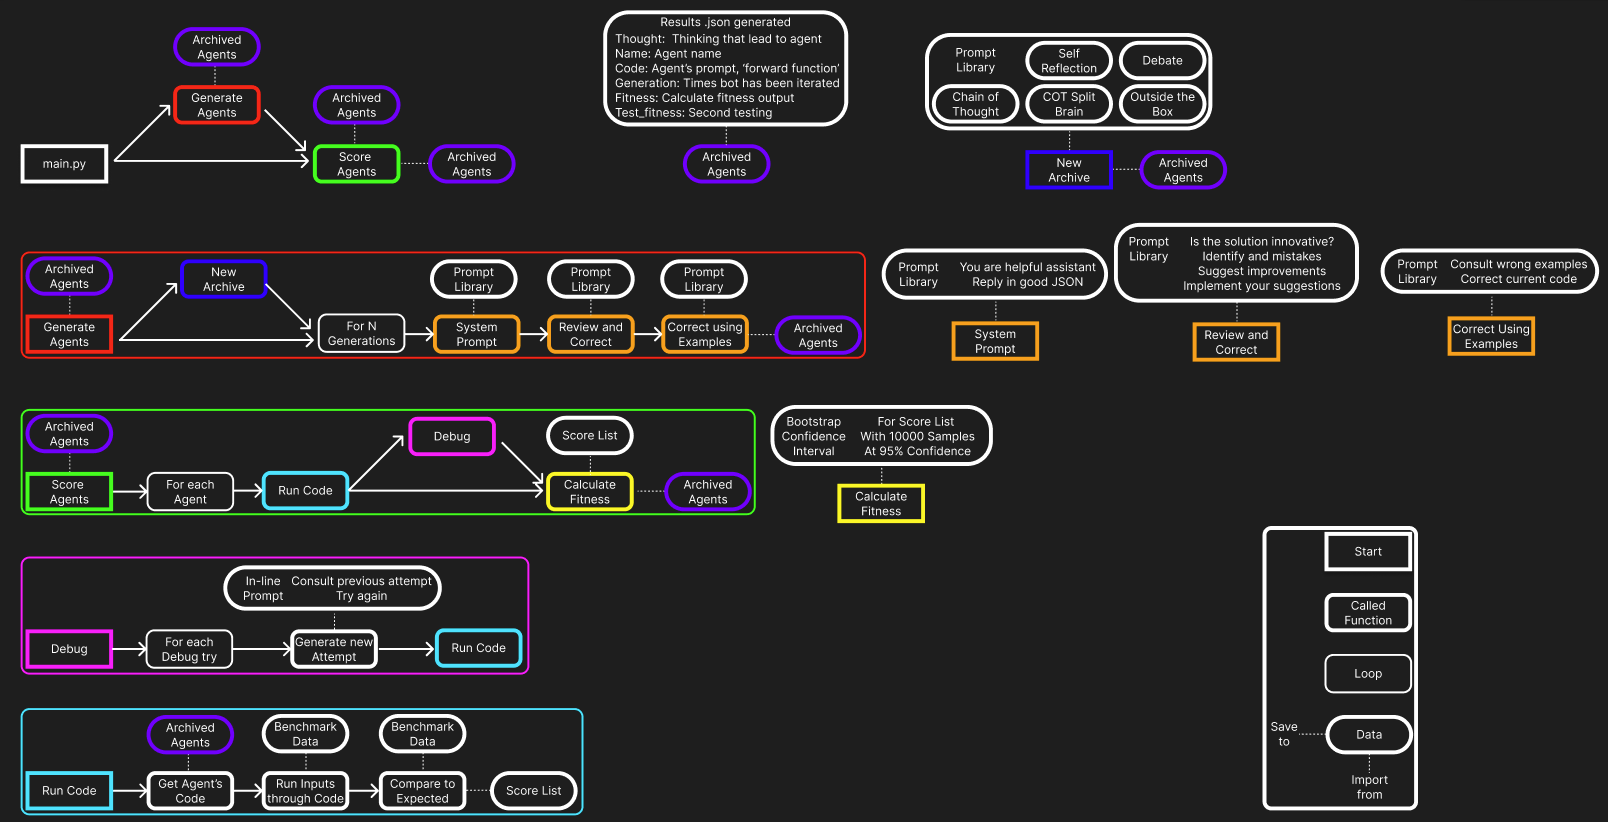 Archived
Agents
Generate
Agents
main.py
Archived
Agents
Score
Agents
Archived
Agents
Results .json generated
Thought:  Thinking that lead to agent
Name: Agent name
Code: Agent's prompt, 'forward function'
Generation: Times bot has been iterated
Fitness: Calculate fitness output
Test_fitness: Second testing
Archived
Agents
Prompt
Library
Self
Reflection
Debate
Chain of
Thought
COT Split
Brain
Outside the
Box
New
Archive
Archived
Agents
Archived
Agents
Generate
Agents
New
Archive
For N
Generations
Prompt
Library
System
Prompt
Prompt
Library
Review and
Correct
Prompt
Library
Correct using
Examples
Archived
Agents
Prompt
Library
You are helpful assistant
Reply in good JSON
System
Prompt
Prompt
Library
Is the solution innovative?
Identify and mistakes
Suggest improvements
Implement your suggestions
Review and
Correct
Prompt
Library
Consult wrong examples
Correct current code
Correct Using
Examples
Archived
Agents
Score
Agents
For each
Agent
Run Code
Debug
Score List
Calculate
Fitness
Archived
Agents
Bootstrap
Confidence
Interval
For Score List
With 10000 Samples
At 95% Confidence
Calculate
Fitness
Debug
For each
Debug try
In-line
Prompt
Consult previous attempt
Try again
Generate new
Attempt
Run Code
Run Code
Archived
Agents
Get Agent's
Code
Benchmark
Data
Run Inputs
through Code
Benchmark
Data
Compare to
Expected
Score List
Start
Called
Function
Loop
Save
to
Data
Import
from